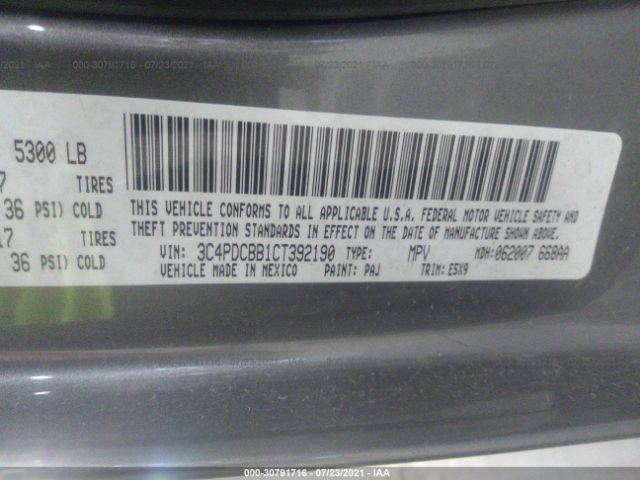 000-30791716 - 07/23/2021 - IAA
5300 LB
TIRES
36 PSI) COLD
TIRES
36 PSI) COLD
THIS VEHICLE CONFORMS TO ALL APPLICABLE U.S.A. FEDERAL MOTOR VEHICLE SAFETY AND
THEFT PREVENTION STANDARDS IN EFFECT ON THE DATE OF MANUFACTURE SHOWN ABOVE.
VIN: 3C4PDCBB1CT392190 TYPE: MPV MDH:062007 668AA
VEHICLE MADE IN MEXICO PAINT: PAJ TRIM: E5X9
000-30791716 - 07/23/2021 - IAA